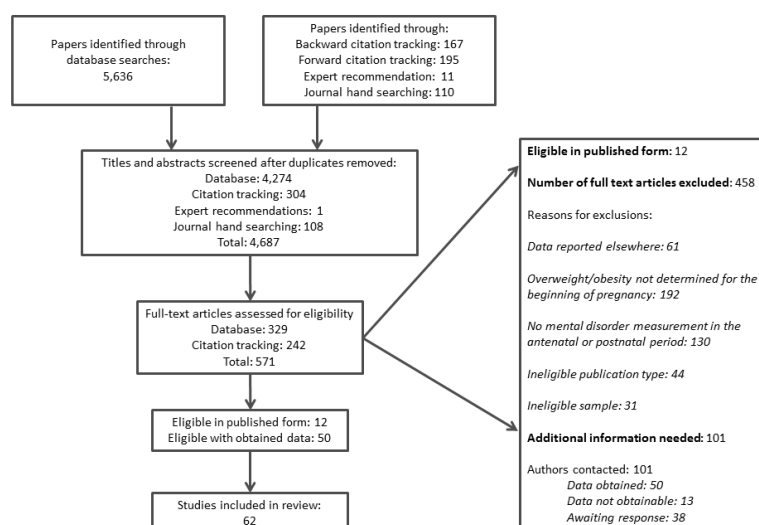 Papers identified through
database searches:
5,636
Papers identified through:
Backward citation tracking: 167
Forward citation tracking: 195
Expert recommendation: 11
Journal hand searching: 110
Titles and abstracts screened after duplicates removed:
Database: 4,274
Citation tracking: 304
Expert recommendations: 1
Journal hand searching: 108
Total: 4,687
Full-text articles assessed for eligibility
Database: 329
Citation tracking: 242
Total: 571
Eligible in published form: 12
Eligible with obtained data: 50
Studies included in review:
62
Eligible in published form: 12
Number of full text articles excluded: 458
Reasons for exclusions:
Data reported elsewhere: 61
Overweight/obesity not determined for the
beginning of pregnancy: 192
No mental disorder measurement in the
antenatal or postnatal period: 130
Ineligible publication type: 44
Ineligible sample: 31
Additional information needed: 101
Authors contacted: 101
Data obtained: 50
Data not obtainable: 13
Awaiting response: 38